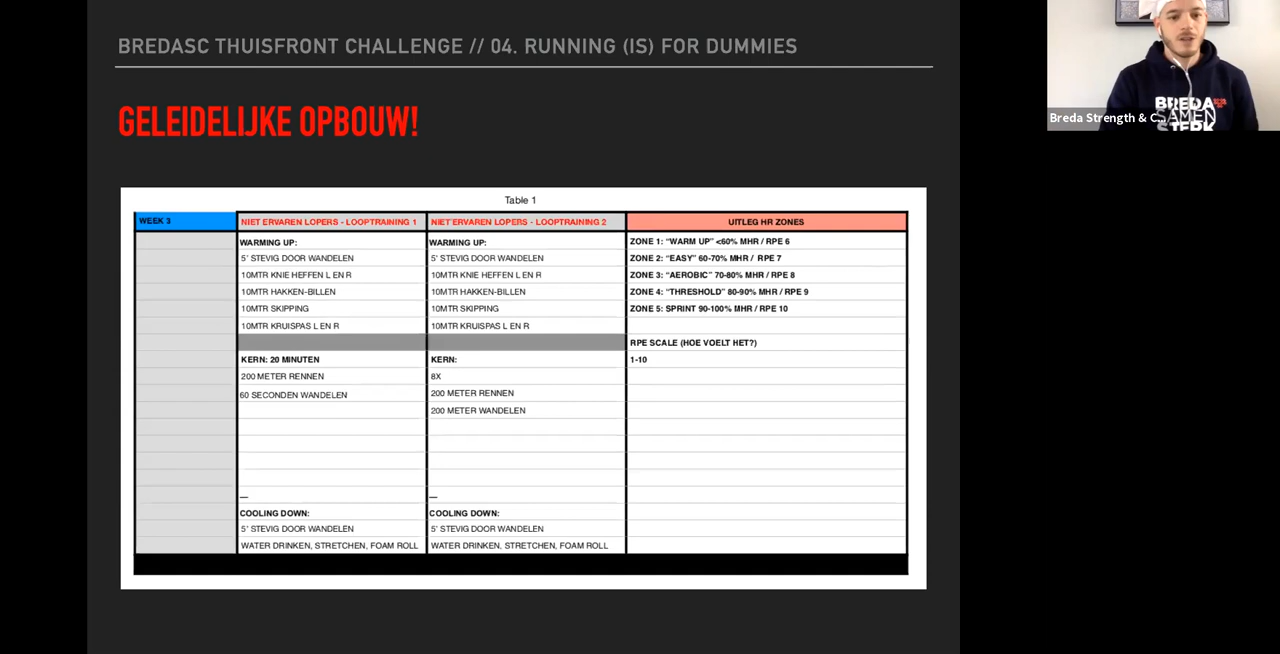 BREDASC THUISFRONT CHALLENGE // 04. RUNNING (IS) FOR DUMMIES
GELEIDELIJKE OPBOUW!
Table 1
WEEK 3
NIET ERVAREN LOPERS - LOOPTRAINING 1
NIET ERVAREN LOPERS - LOOPTRAINING 2
UITLEG HR ZONES
WARMING UP:
WARMING UP:
ZONE 1: “WARM UP” <60% MHR / RPE 6
5' STEVIG DOOR WANDELEN
5' STEVIG DOOR WANDELEN
ZONE 2: “EASY” 60-70% MHR / RPE 7
10MTR KNIE HEFFEN L EN R
10MTR KNIE HEFFEN L EN R
ZONE 3: “AEROBIC” 70-80% MHR / RPE 8
10MTR HAKKEN-BILLEN
10MTR HAKKEN-BILLEN
ZONE 4: “THRESHOLD” 80-90% MHR / RPE 9
10MTR SKIPPING
10MTR SKIPPING
ZONE 5: SPRINT 90-100% MHR / RPE 10
10MTR KRUISPAS L EN R
10MTR KRUISPAS L EN R
RPE SCALE (HOE VOELT HET?)
KERN: 20 MINUTEN
KERN:
1-10
200 METER RENNEN
8X
60 SECONDEN WANDELEN
200 METER RENNEN
200 METER WANDELEN
—
—
COOLING DOWN:
COOLING DOWN:
5' STEVIG DOOR WANDELEN
5' STEVIG DOOR WANDELEN
WATER DRINKEN, STRETCHEN, FOAM ROLL
WATER DRINKEN, STRETCHEN, FOAM ROLL
BREDA
SAMEN
STERK
Breda Strength & C...